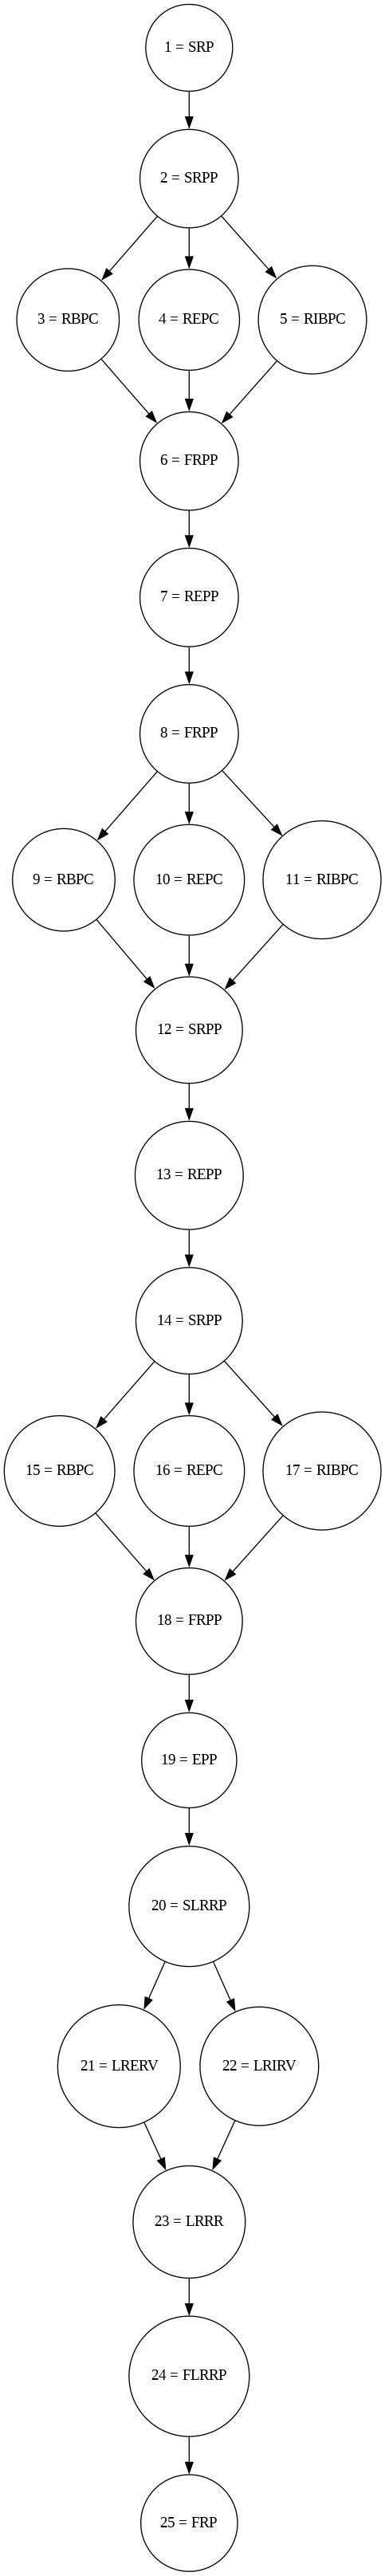 1 = SRP
2 = SRPP
3 = RBPC
4 = REPC
5 = RIBPC
6 = FRPP
7 = REPP
8 = FRPP
9 = RBPC
10 = REPC
11 = RIBPC
12 = SRPP
13 = REPP
14 = SRPP
15 = RBPC
16 = REPC
17 = RIBPC
18 = FRPP
19 = EPP
20 = SLRRP
21 = LRERV
22 = LRIRV
23 = LRRR
24 = FLRRP
25 = FRP